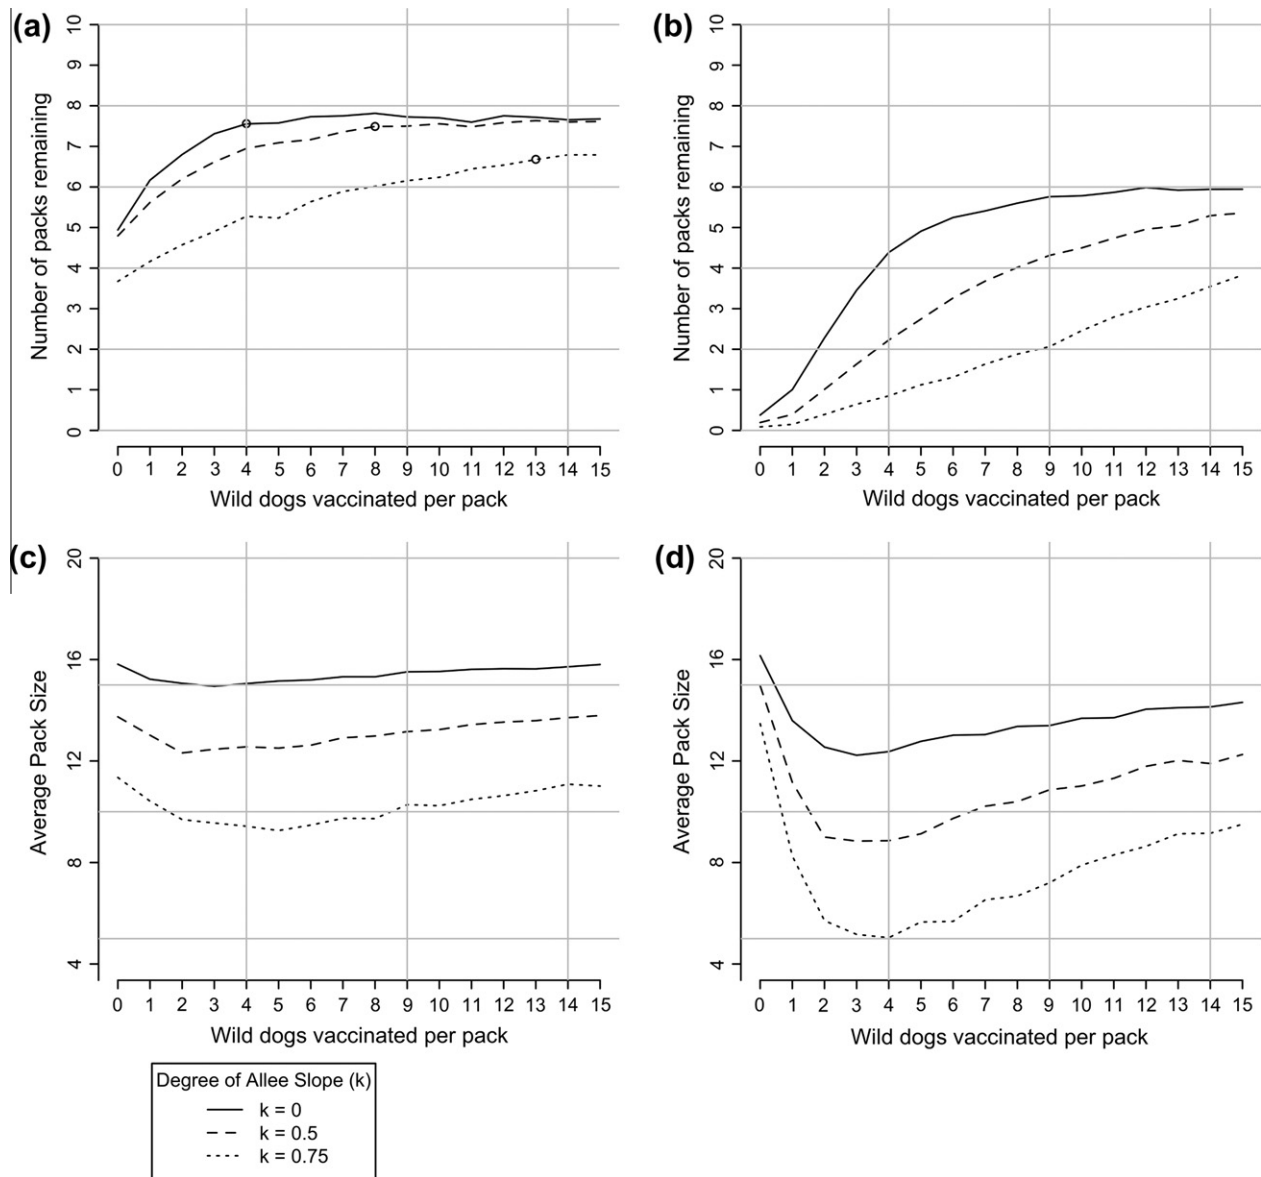 (a)
Number of packs remaining
0 1 2 3 4 5 6 7 8 9 10
0 1 2 3 4 5 6 7 8 9 10 11 12 13 14 15
Wild dogs vaccinated per pack
(b)
Number of packs remaining
0 1 2 3 4 5 6 7 8 9 10
0 1 2 3 4 5 6 7 8 9 10 11 12 13 14 15
Wild dogs vaccinated per pack
(c)
Average Pack Size
4 8 12 16 20
0 1 2 3 4 5 6 7 8 9 10 11 12 13 14 15
Wild dogs vaccinated per pack
(d)
Average Pack Size
4 8 12 16 20
0 1 2 3 4 5 6 7 8 9 10 11 12 13 14 15
Wild dogs vaccinated per pack
Degree of Allee Slope (k)
k = 0
k = 0.5
k = 0.75